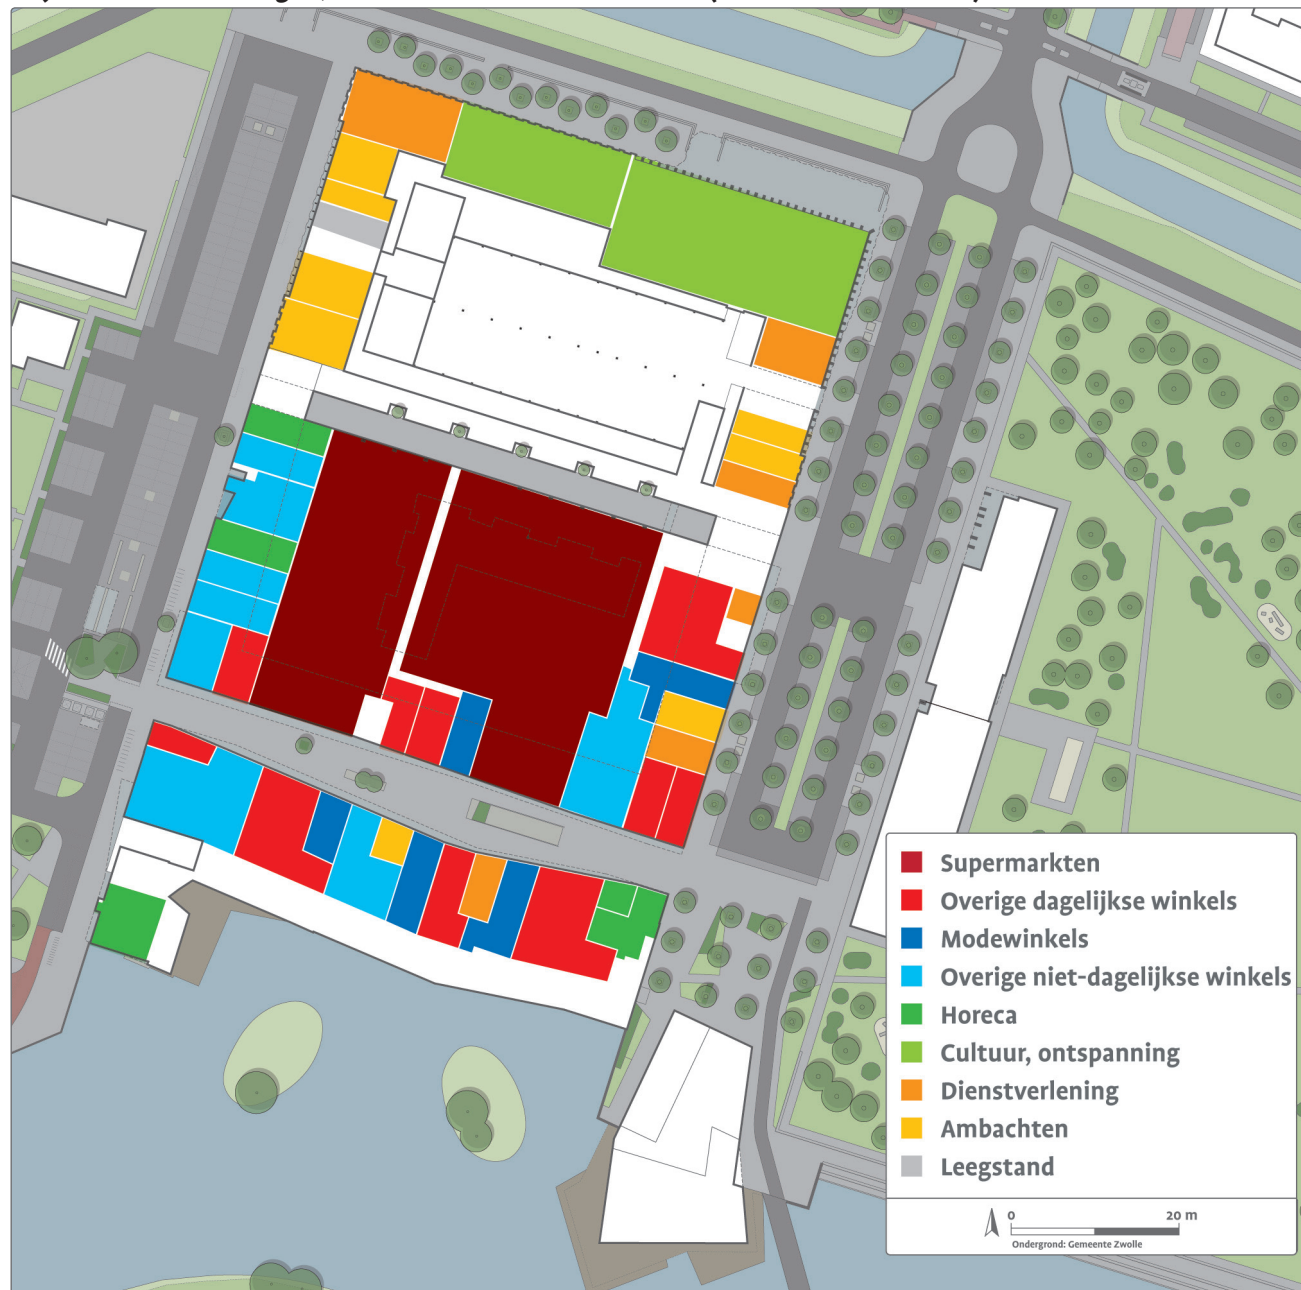 Supermarkten
Overige dagelijkse winkels
Modewinkels
Overige niet-dagelijkse winkels
Horeca
Cultuur, ontspanning
Dienstverlening
Ambachten
Leegstand
0 20 m
Ondergrond: Gemeente Zwolle